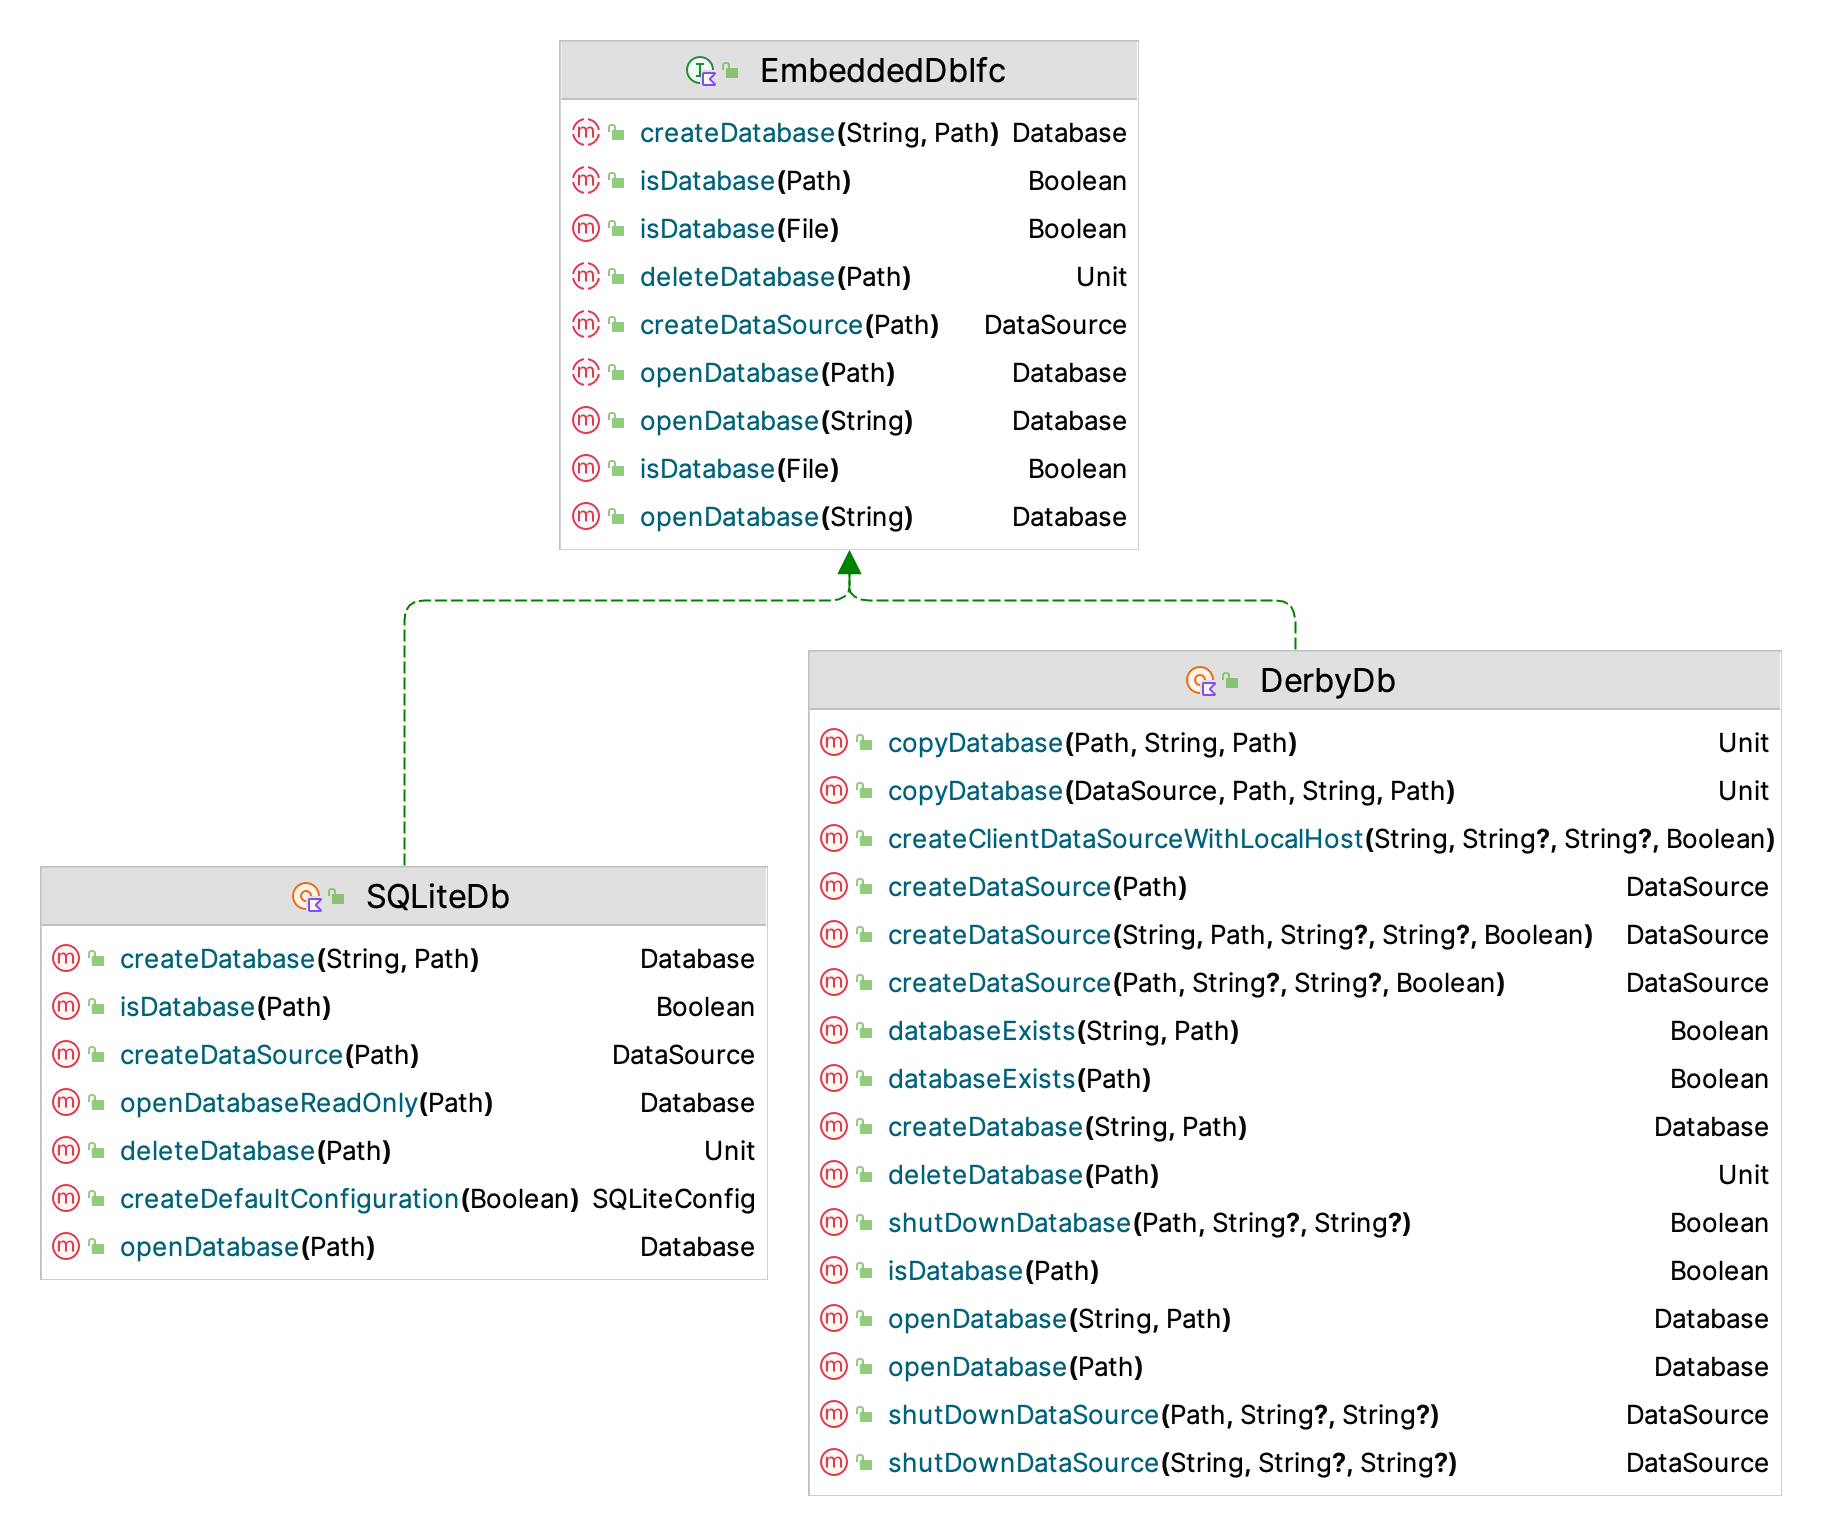 EmbeddedDbIfc
createDatabase(String, Path) Database
isDatabase(Path) Boolean
isDatabase(File) Boolean
deleteDatabase(Path) Unit
createDataSource(Path) DataSource
openDatabase(Path) Database
openDatabase(String) Database
isDatabase(File) Boolean
openDatabase(String) Database
SQLiteDb
createDatabase(String, Path) Database
isDatabase(Path) Boolean
createDataSource(Path) DataSource
openDatabaseReadOnly(Path) Database
deleteDatabase(Path) Unit
createDefaultConfiguration(Boolean) SQLiteConfig
openDatabase(Path) Database
DerbyDb
copyDatabase(Path, String, Path) Unit
copyDatabase(DataSource, Path, String, Path) Unit
createClientDataSourceWithLocalHost(String, String?, String?, Boolean)
createDataSource(Path) DataSource
createDataSource(String, Path, String?, String?, Boolean) DataSource
createDataSource(Path, String?, String?, Boolean) DataSource
databaseExists(String, Path) Boolean
databaseExists(Path) Boolean
createDatabase(String, Path) Database
deleteDatabase(Path) Unit
shutDownDatabase(Path, String?, String?) Boolean
isDatabase(Path) Boolean
openDatabase(String, Path) Database
openDatabase(Path) Database
shutDownDataSource(Path, String?, String?) DataSource
shutDownDataSource(String, String?, String?) DataSource